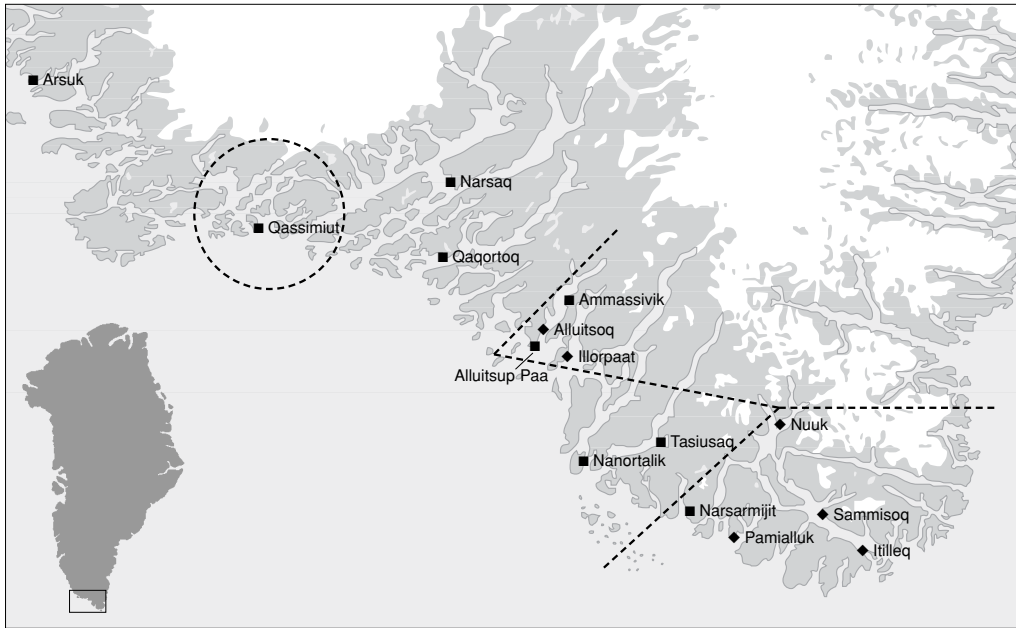 Arsuk
Narsaq
Qassimiut
Qaqortoq
Ammassivik
Alluitsoq
Illorpaat
Alluitsup Paa
Nuuk
Tasiusaq
Nanortalik
Narsarmijit
Sammisoq
Pamialluk
Itilleq